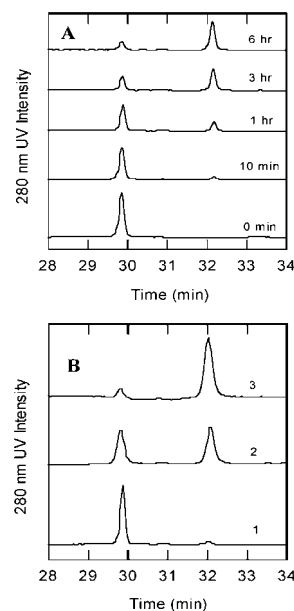 A
6 hr
3 hr
1 hr
10 min
0 min
280 nm UV Intensity
28 29 30 31 32 33 34
Time (min)
B
3
2
1
280 nm UV Intensity
28 29 30 31 32 33 34
Time (min)